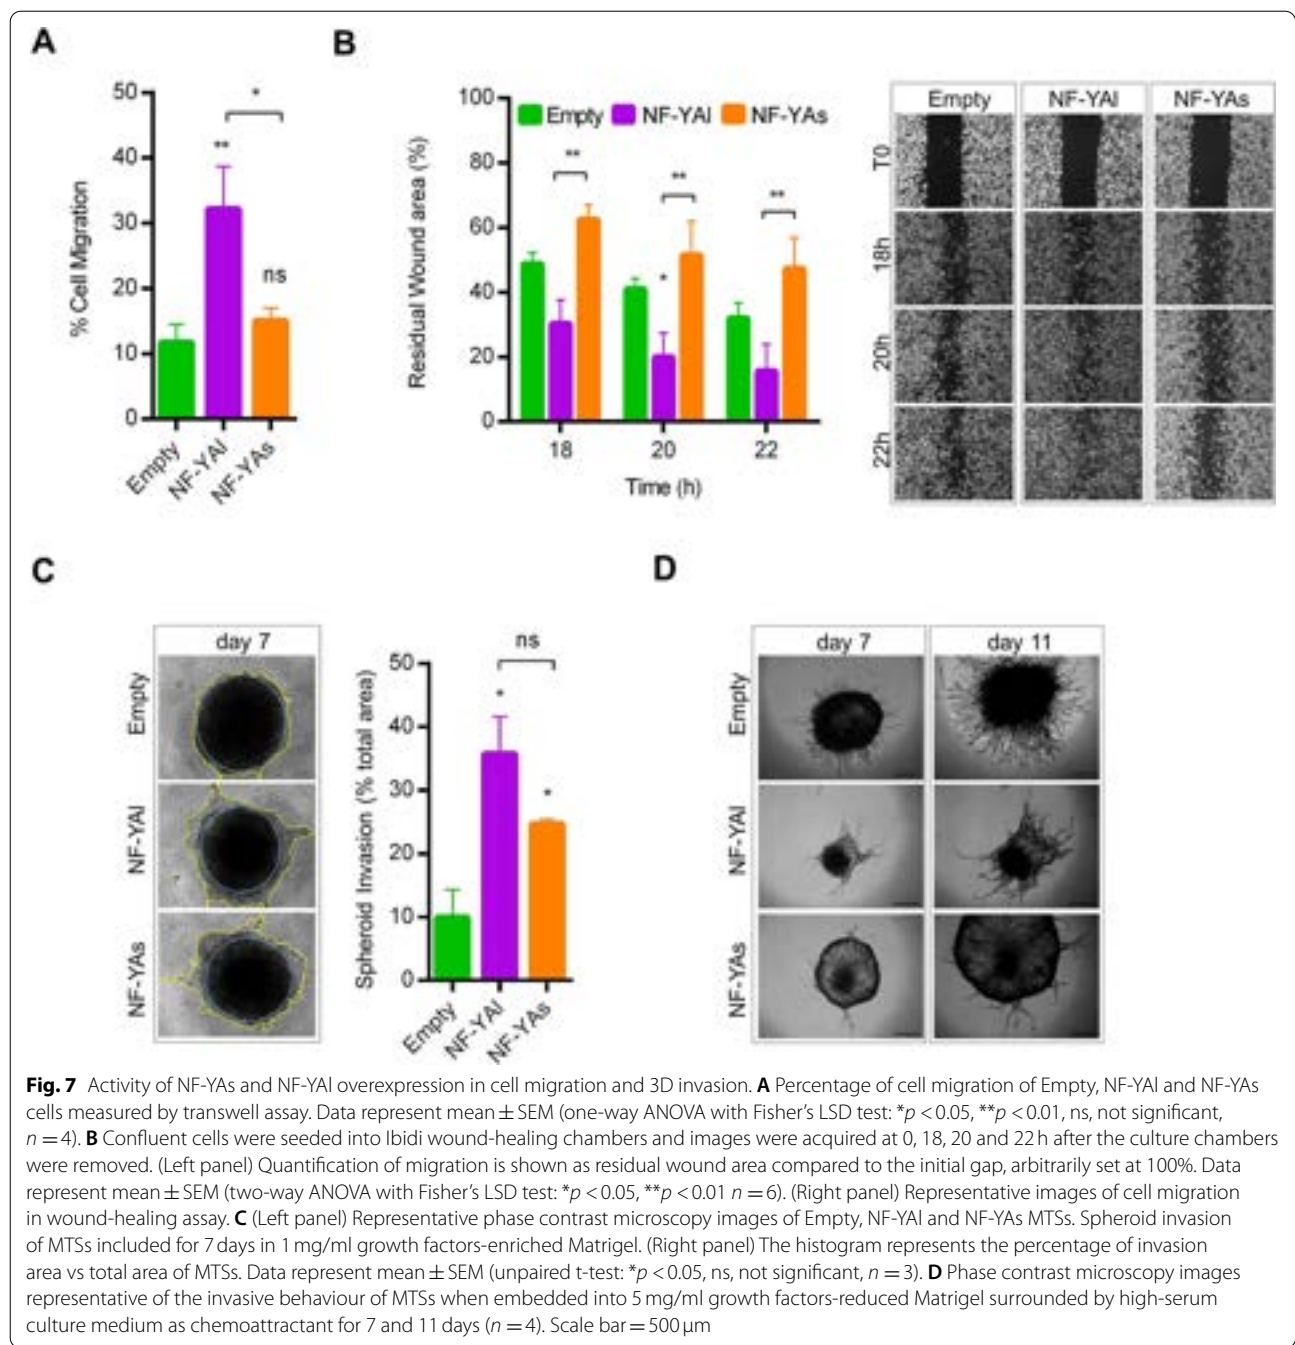 A
B
50
40
30
20
10
0
% Cell Migration
**
*
ns
Empty
NF-YAl
NF-YAs
100
80
60
40
20
0
Residual Wound area (%)
Empty NF-YAl NF-YAs
**
**
**
*
18 20 22
Time (h)
Empty NF-YAl NF-YAs
T0
18h
20h
22h
C
D
day 7
Empty
NF-YAl
NF-YAs
50
40
30
20
10
0
Spheroid Invasion (% total area)
ns
*
*
Empty
NF-YAl
NF-YAs
day 7 day 11
Empty
NF-YAl
NF-YAs
Fig. 7 Activity of NF-YAs and NF-YAl overexpression in cell migration and 3D invasion. A Percentage of cell migration of Empty, NF-YAl and NF-YAs
cells measured by transwell assay. Data represent mean ± SEM (one-way ANOVA with Fisher's LSD test: *p < 0.05, **p < 0.01, ns, not significant,
n = 4). B Confluent cells were seeded into Ibidi wound-healing chambers and images were acquired at 0, 18, 20 and 22 h after the culture chambers
were removed. (Left panel) Quantification of migration is shown as residual wound area compared to the initial gap, arbitrarily set at 100%. Data
represent mean ± SEM (two-way ANOVA with Fisher's LSD test: *p < 0.05, **p < 0.01 n = 6). (Right panel) Representative images of cell migration
in wound-healing assay. C (Left panel) Representative phase contrast microscopy images of Empty, NF-YAl and NF-YAs MTSs. Spheroid invasion
of MTSs included for 7 days in 1 mg/ml growth factors-enriched Matrigel. (Right panel) The histogram represents the percentage of invasion
area vs total area of MTSs. Data represent mean ± SEM (unpaired t-test: *p < 0.05, ns, not significant, n = 3). D Phase contrast microscopy images
representative of the invasive behaviour of MTSs when embedded into 5 mg/ml growth factors-reduced Matrigel surrounded by high-serum
culture medium as chemoattractant for 7 and 11 days (n = 4). Scale bar = 500 μm